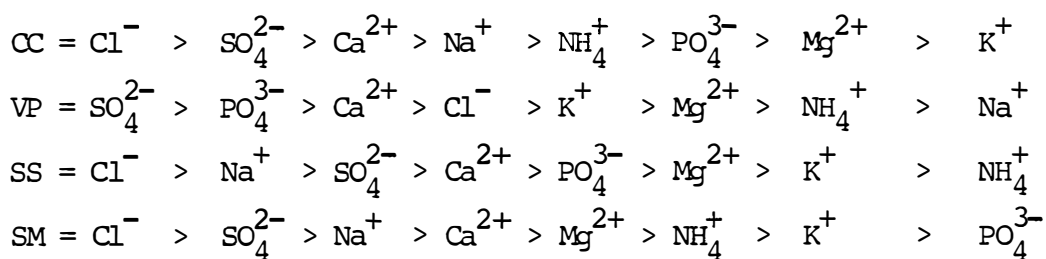 CC = Cl⁻ > SO₄²⁻ > Ca²⁺ > Na⁺ > NH₄⁺ > PO₄³⁻ > Mg²⁺ > K⁺
VP = SO₄²⁻ > PO₄³⁻ > Ca²⁺ > Cl⁻ > K⁺ > Mg²⁺ > NH₄⁺ > Na⁺
SS = Cl⁻ > Na⁺ > SO₄²⁻ > Ca²⁺ > PO₄³⁻ > Mg²⁺ > K⁺ > NH₄⁺
SM = Cl⁻ > SO₄²⁻ > Na⁺ > Ca²⁺ > Mg²⁺ > NH₄⁺ > K⁺ > PO₄³⁻